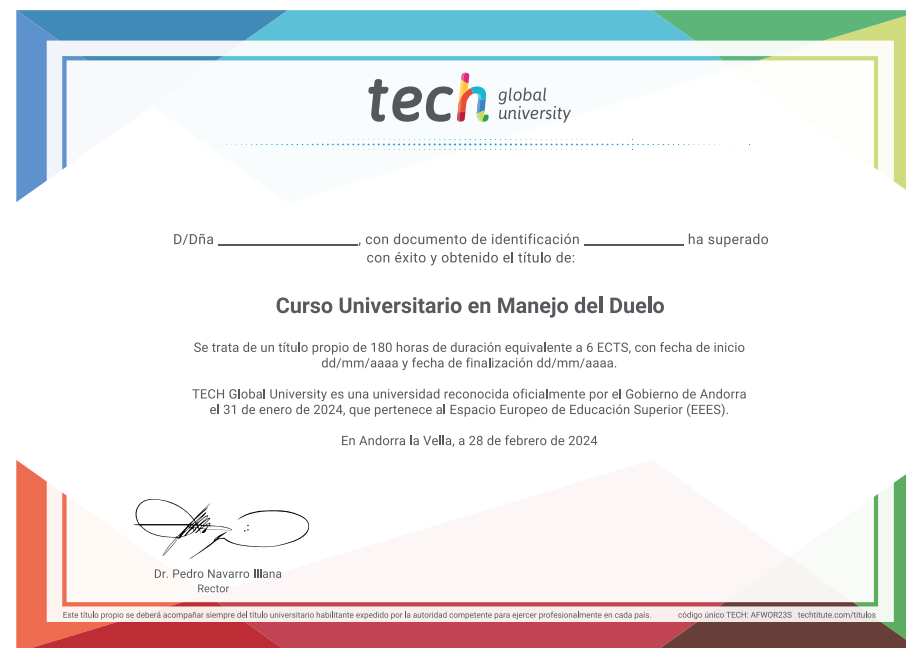 tech global university
D/Dña ____________________, con documento de identificación ______________ ha superado
con éxito y obtenido el título de:
Curso Universitario en Manejo del Duelo
Se trata de un título propio de 180 horas de duración equivalente a 6 ECTS, con fecha de inicio
dd/mm/aaaa y fecha de finalización dd/mm/aaaa.
TECH Global University es una universidad reconocida oficialmente por el Gobierno de Andorra
el 31 de enero de 2024, que pertenece al Espacio Europeo de Educación Superior (EEES).
En Andorra la Vella, a 28 de febrero de 2024
Dr. Pedro Navarro Illana
Rector
Este título propio se deberá acompañar siempre del título universitario habilitante expedido por la autoridad competente para ejercer profesionalmente en cada país. código único TECH: AFWOR23S techtitute.com/titulos